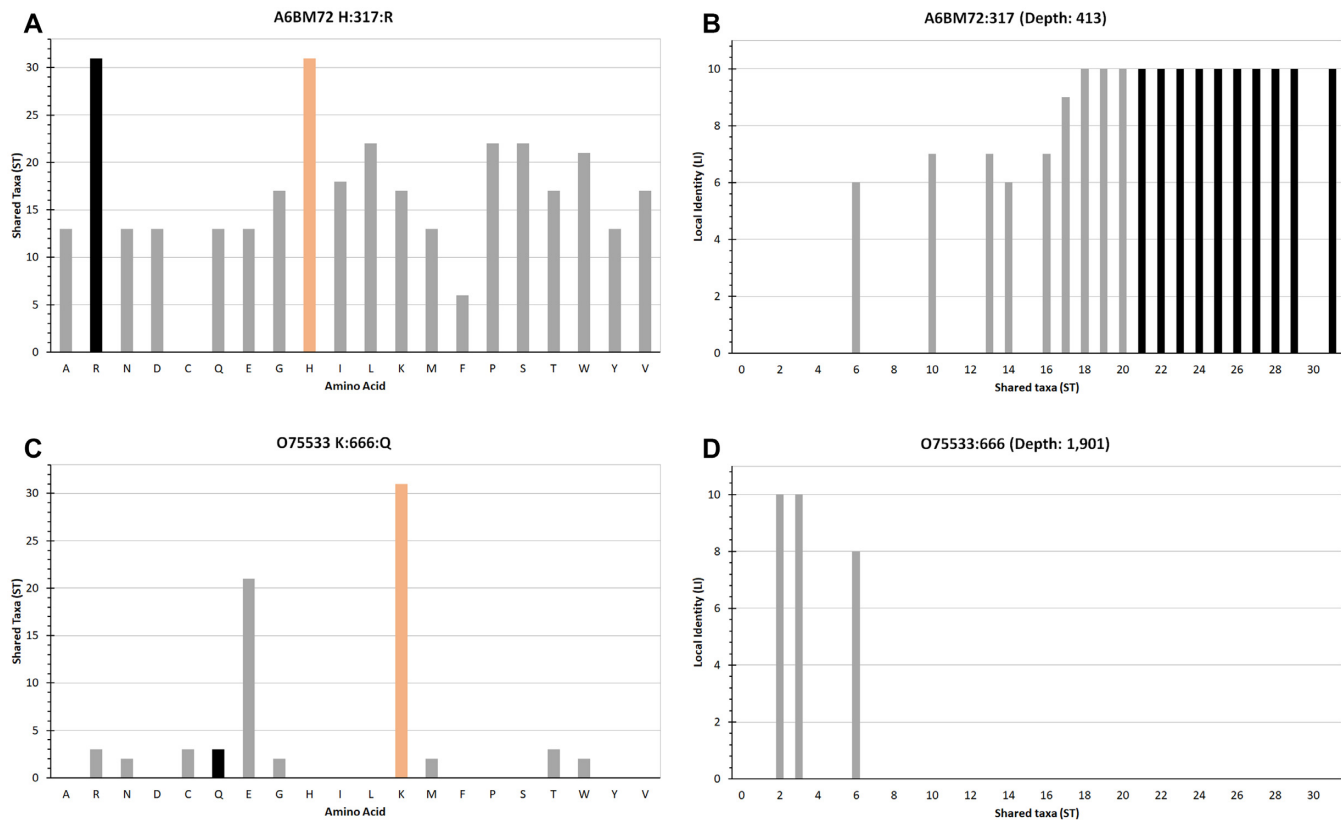 A
A6BM72 H:317:R
Shared Taxa (ST)
30
25
20
15
10
5
0
A R N D C Q E G H I L K M F P S T W Y V
Amino Acid
B
A6BM72:317 (Depth: 413)
Local Identity (LI)
10
8
6
4
2
0
0 2 4 6 8 10 12 14 16 18 20 22 24 26 28 30
Shared taxa (ST)
C
O75533 K:666:Q
Shared Taxa (ST)
30
25
20
15
10
5
0
A R N D C Q E G H I L K M F P S T W Y V
Amino Acid
D
O75533:666 (Depth: 1,901)
Local Identity (LI)
10
8
6
4
2
0
0 2 4 6 8 10 12 14 16 18 20 22 24 26 28 30
Shared taxa (ST)